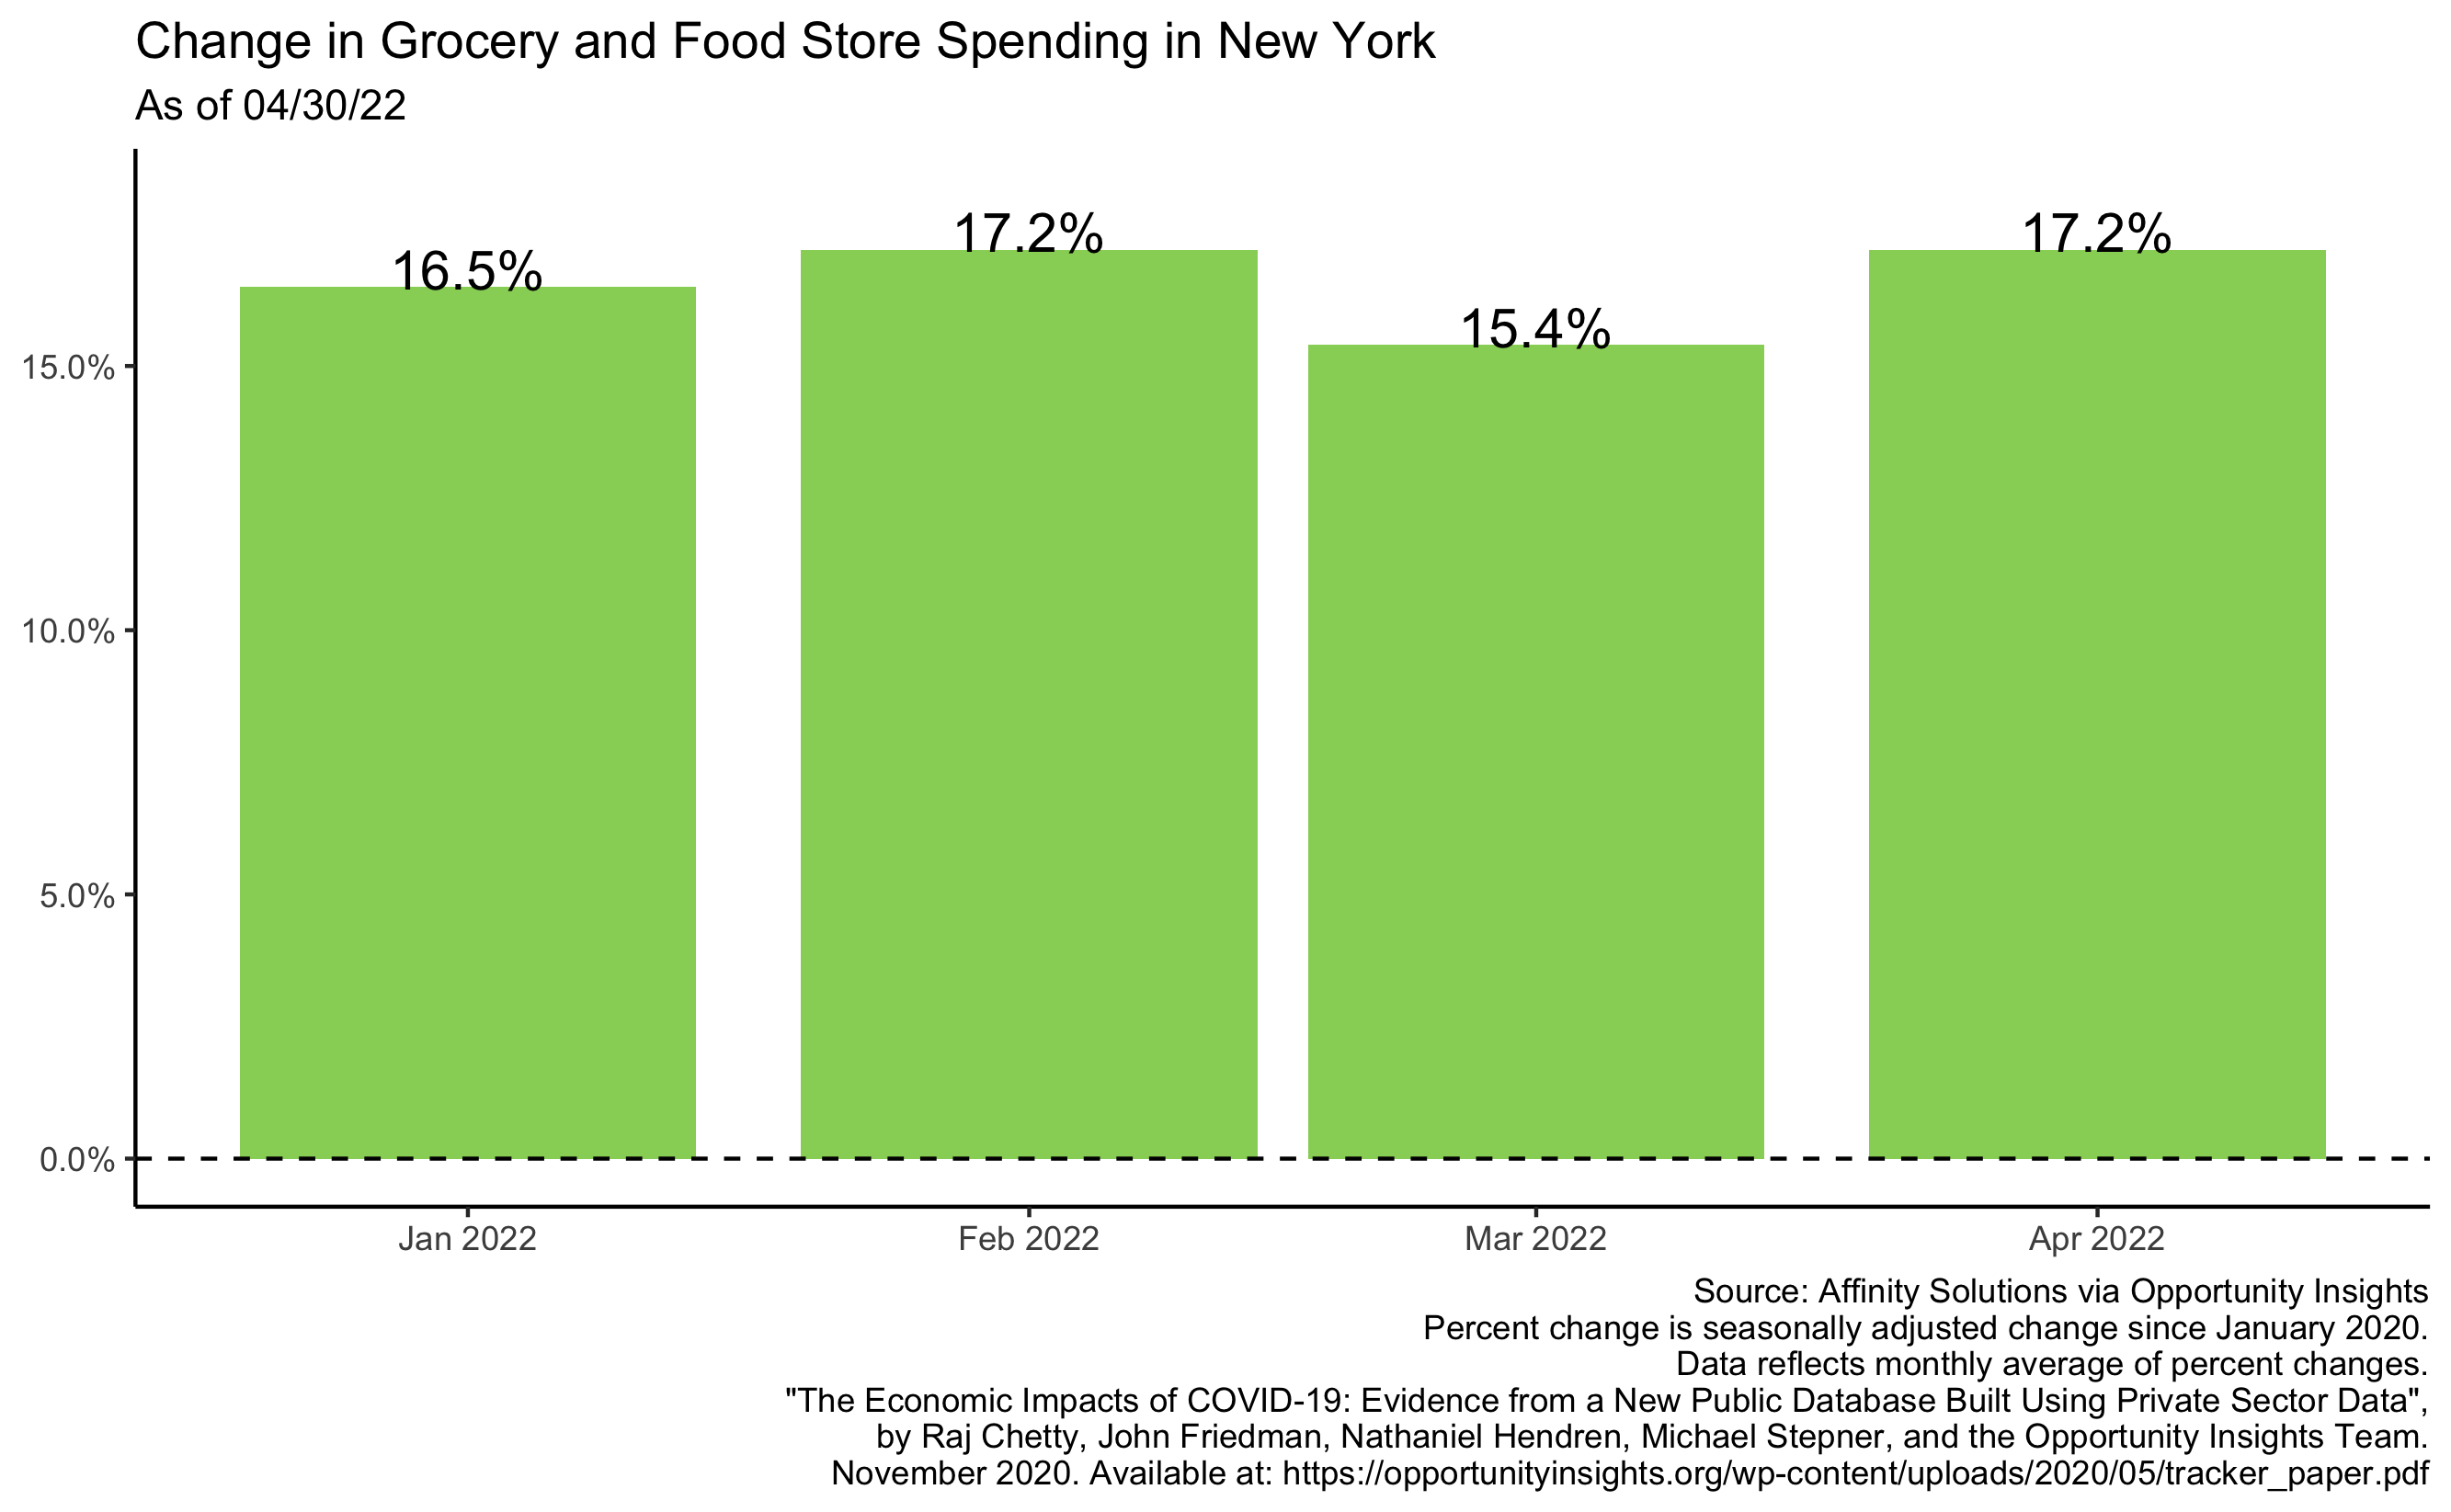 Change in Grocery and Food Store Spending in New York
As of 04/30/22
16.5%
17.2%
15.4%
17.2%
15.0%
10.0%
5.0%
0.0%
Jan 2022
Feb 2022
Mar 2022
Apr 2022
Source: Affinity Solutions via Opportunity Insights
Percent change is seasonally adjusted change since January 2020.
Data reflects monthly average of percent changes.
"The Economic Impacts of COVID-19: Evidence from a New Public Database Built Using Private Sector Data",
by Raj Chetty, John Friedman, Nathaniel Hendren, Michael Stepner, and the Opportunity Insights Team.
November 2020. Available at: https://opportunityinsights.org/wp-content/uploads/2020/05/tracker_paper.pdf